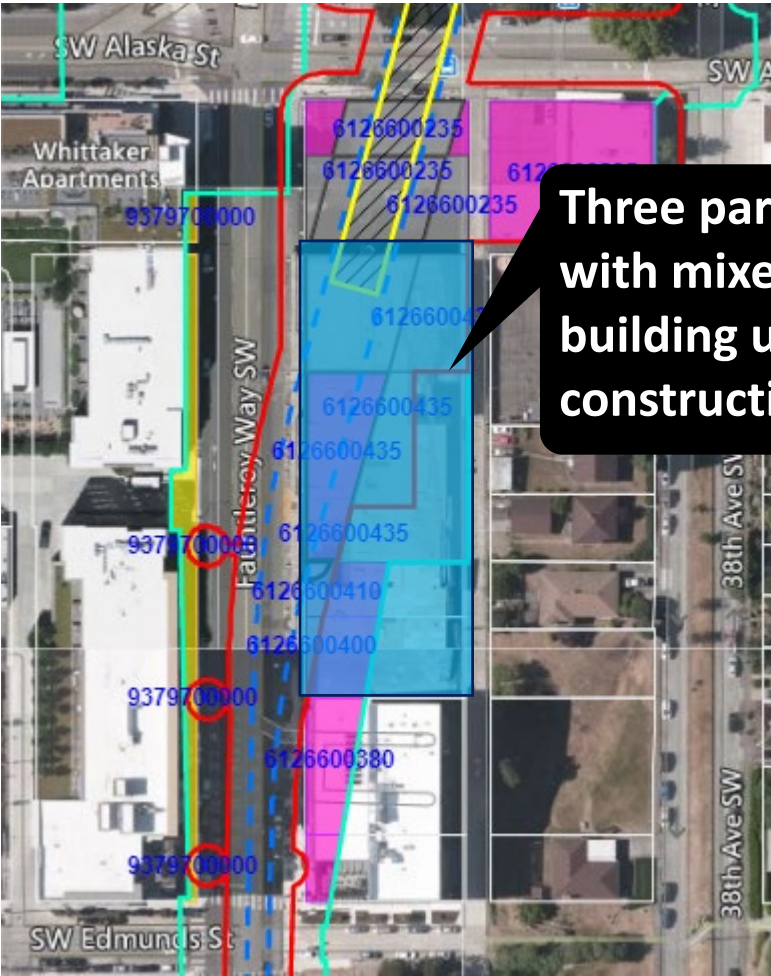 SW Alaska St
SW A
Whittaker
Apartments
6126600235
6126600235
6126600235
9379700000
Three par
with mixe
building u
constructi
6126600435
6126600435
6126600435
Fauntleroy Way SW
9379700000
6126600410
6126600400
9379700000
6126600380
38th Ave SW
38th Ave SW
9379700000
SW Edmunds St